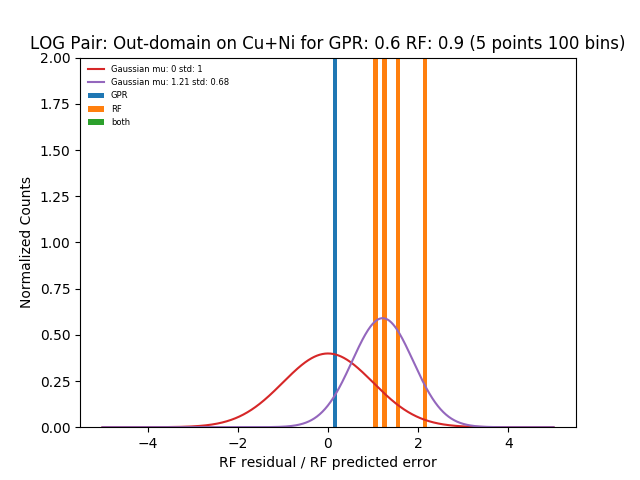 LOG Pair: Out-domain on Cu+Ni for GPR: 0.6 RF: 0.9 (5 points 100 bins)
Gaussian mu: 0 std: 1
Gaussian mu: 1.21 std: 0.68
GPR
RF
both
2.00
1.75
1.50
1.25
1.00
0.75
0.50
0.25
0.00
Normalized Counts
−4
−2
0
2
4
RF residual / RF predicted error